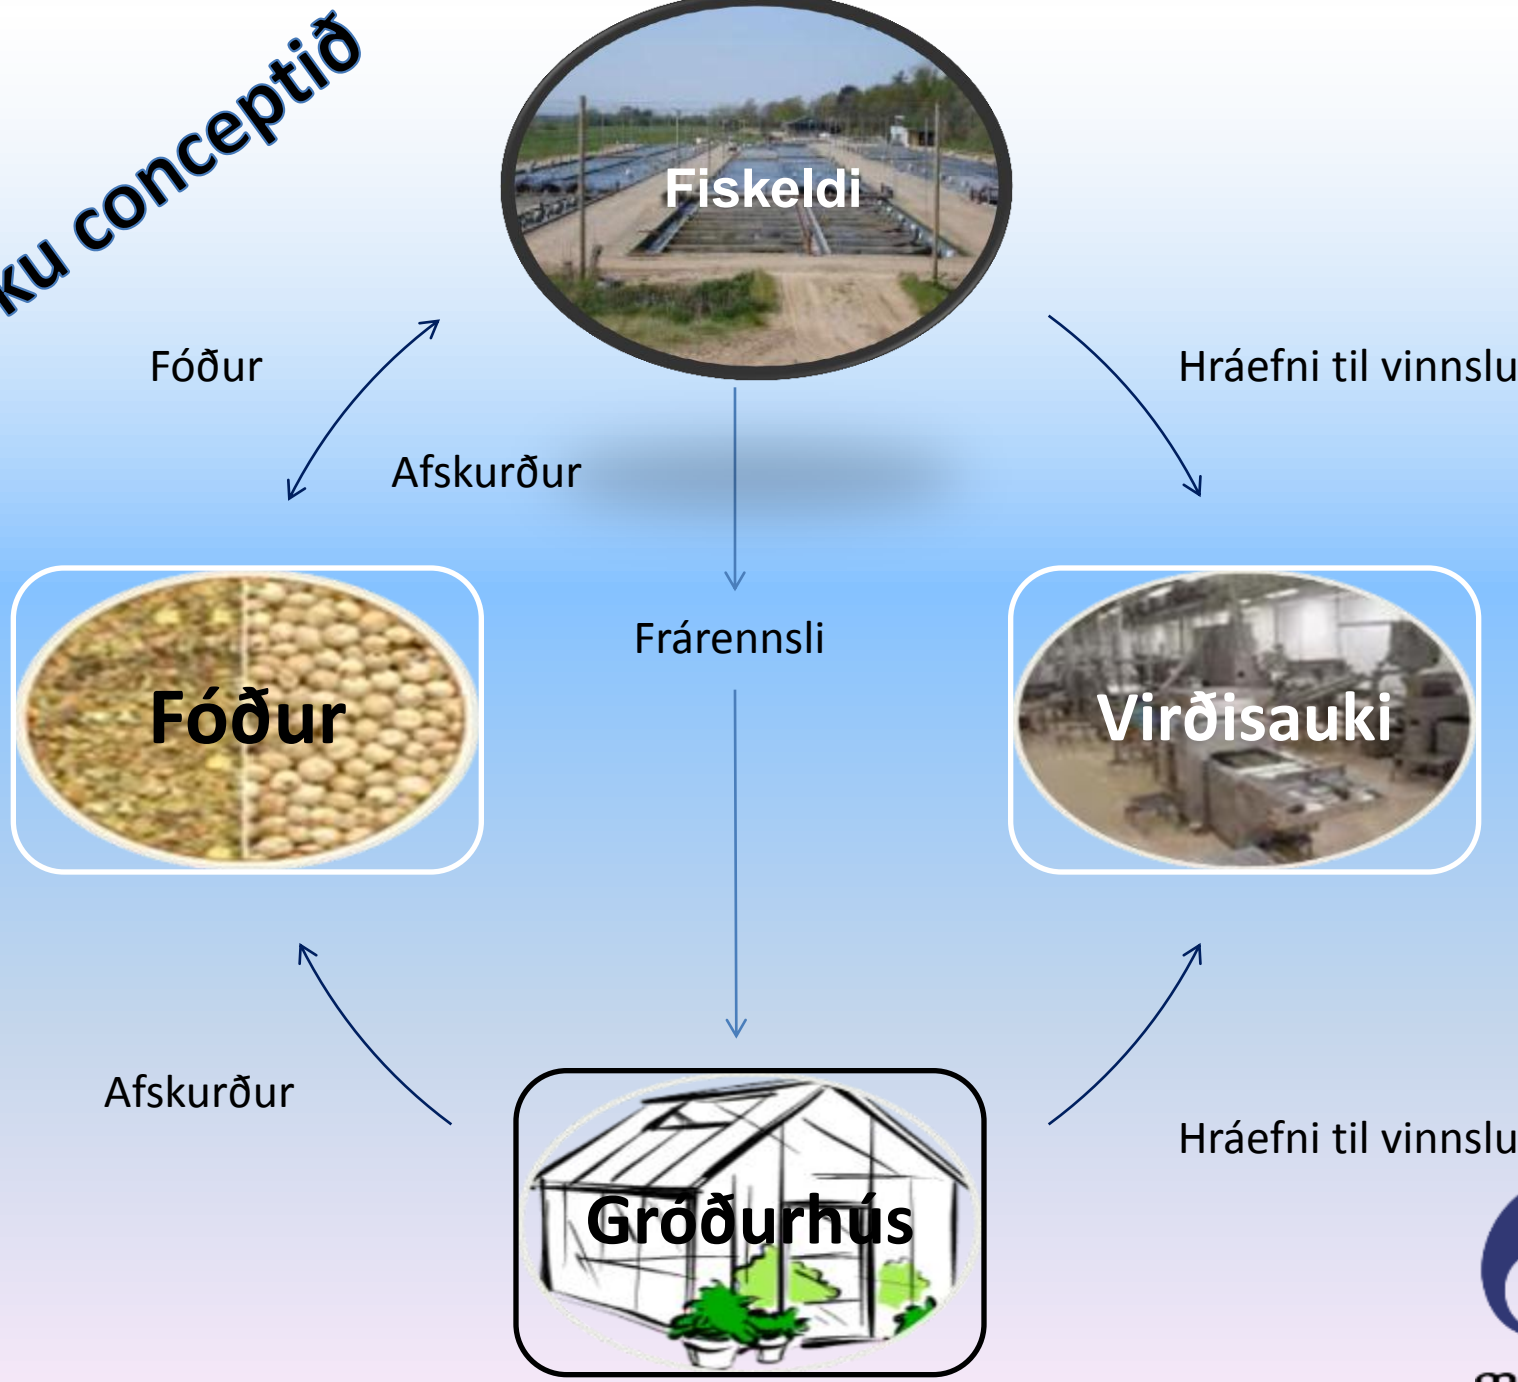 ku conceptið
Fiskeldi
Fóður
Hráefni til vinnslu
Afskurður
Frárennsli
Fóður
Virðisauki
Afskurður
Hráefni til vinnslu
Gróðurhús